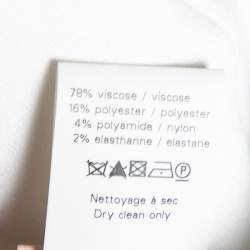 78% viscose / viscose
16% polyester / polyester
4% polyamide / nylon
2% elasthanne / elastane
P
Nettoyage à sec
Dry clean only